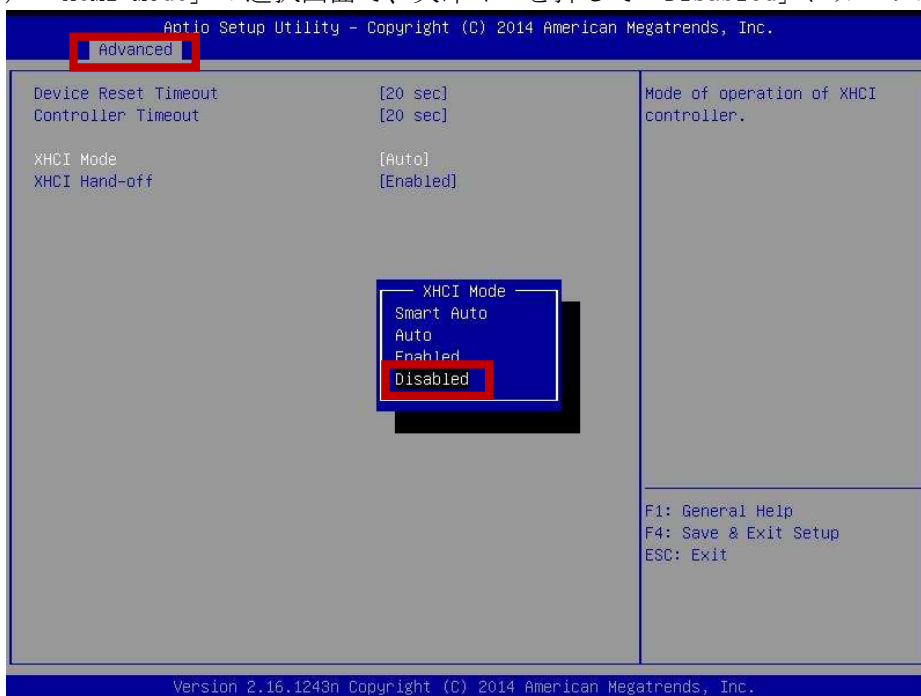 Aptio Setup Utility – Copyright (C) 2014 American Megatrends, Inc.
Advanced
Device Reset Timeout [20 sec]
Controller Timeout [20 sec]
XHCI Mode [Auto]
XHCI Hand-off [Enabled]
Mode of operation of XHCI
controller.
XHCI Mode
Smart Auto
Auto
Enabled
Disabled
F1: General Help
F4: Save & Exit Setup
ESC: Exit
Version 2.16.1243n Copyright (C) 2014 American Megatrends, Inc.